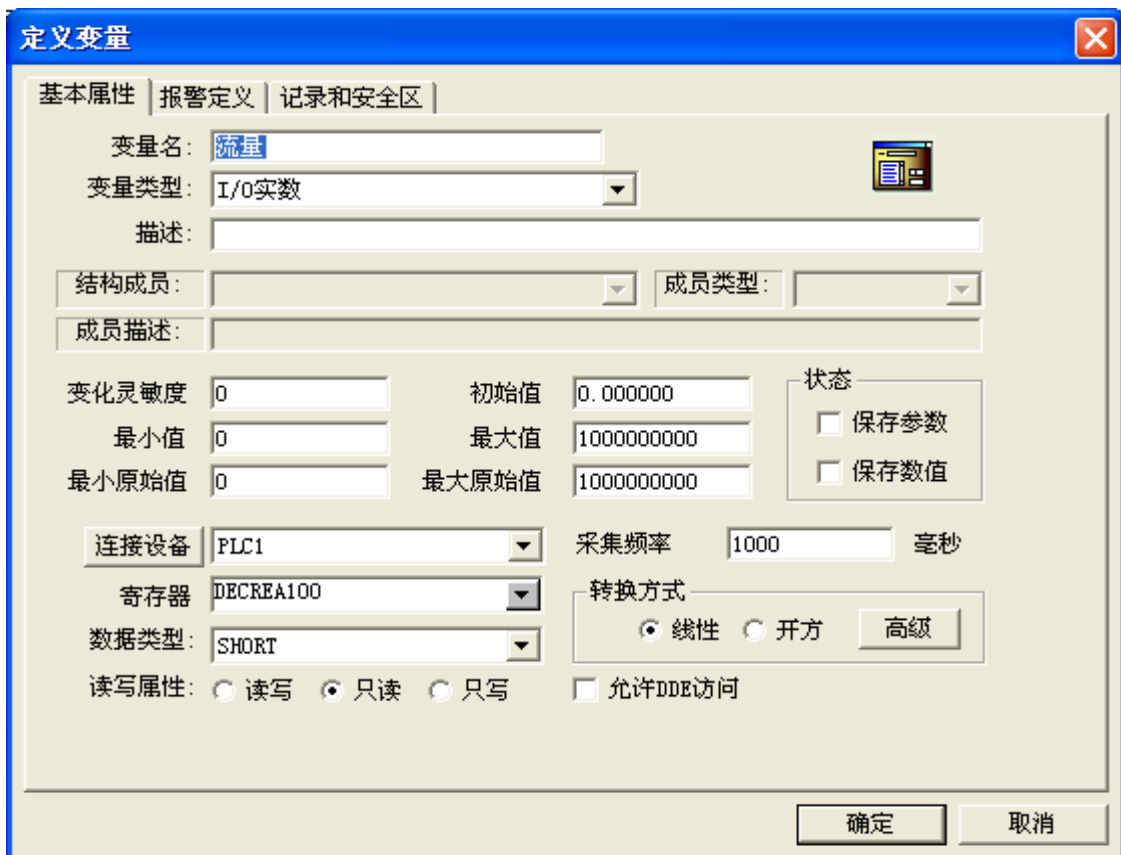 定义变量
基本属性 报警定义 记录和安全区
变量名: 流量
变量类型: I/O实数
描述:
结构成员: 成员类型:
成员描述:
变化灵敏度 0 初始值 0.000000 状态
保存参数
最小值 0 最大值 1000000000
保存数值
最小原始值 0 最大原始值 1000000000
连接设备 PLC1 采集频率 1000 毫秒
寄存器 DECREA100 转换方式
线性 开方 高级
数据类型: SHORT
读写属性: 读写 只读 只写 允许DDE访问
确定 取消